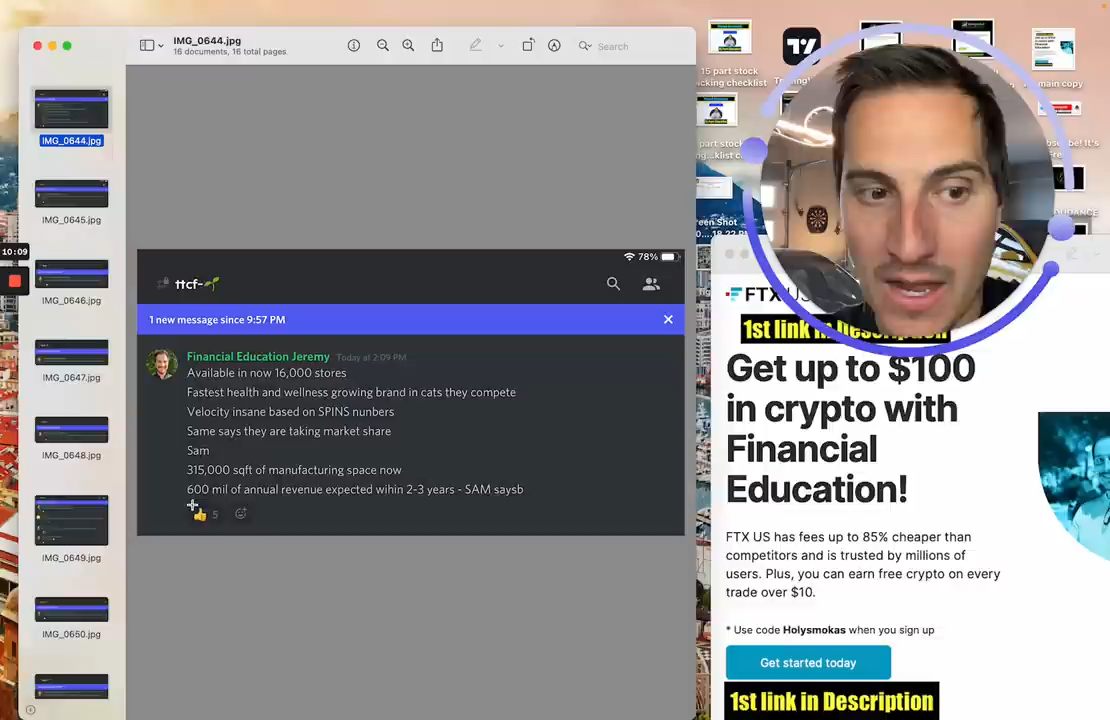 IMG_0644.jpg
16 documents, 16 total pages
Search
IMG_0644.jpg
IMG_0645.jpg
IMG_0646.jpg
IMG_0647.jpg
IMG_0648.jpg
IMG_0649.jpg
IMG_0650.jpg
10:09
78%
# ttcf-
1 new message since 9:57 PM
Financial Education Jeremy Today at 2:09 PM
Available in now 16,000 stores
Fastest health and wellness growing brand in cats they compete
Velocity insane based on SPINS nunbers
Same says they are taking market share
Sam
315,000 sqft of manufacturing space now
600 mil of annual revenue expected wihin 2-3 years - SAM saysb
5
15 part stock
main copy
FTX US
1st link in Description
Get up to $100
in crypto with
Financial
Education!
FTX US has fees up to 85% cheaper than
competitors and is trusted by millions of
users. Plus, you can earn free crypto on every
trade over $10.
* Use code Holysmokas when you sign up
Get started today
1st link in Description